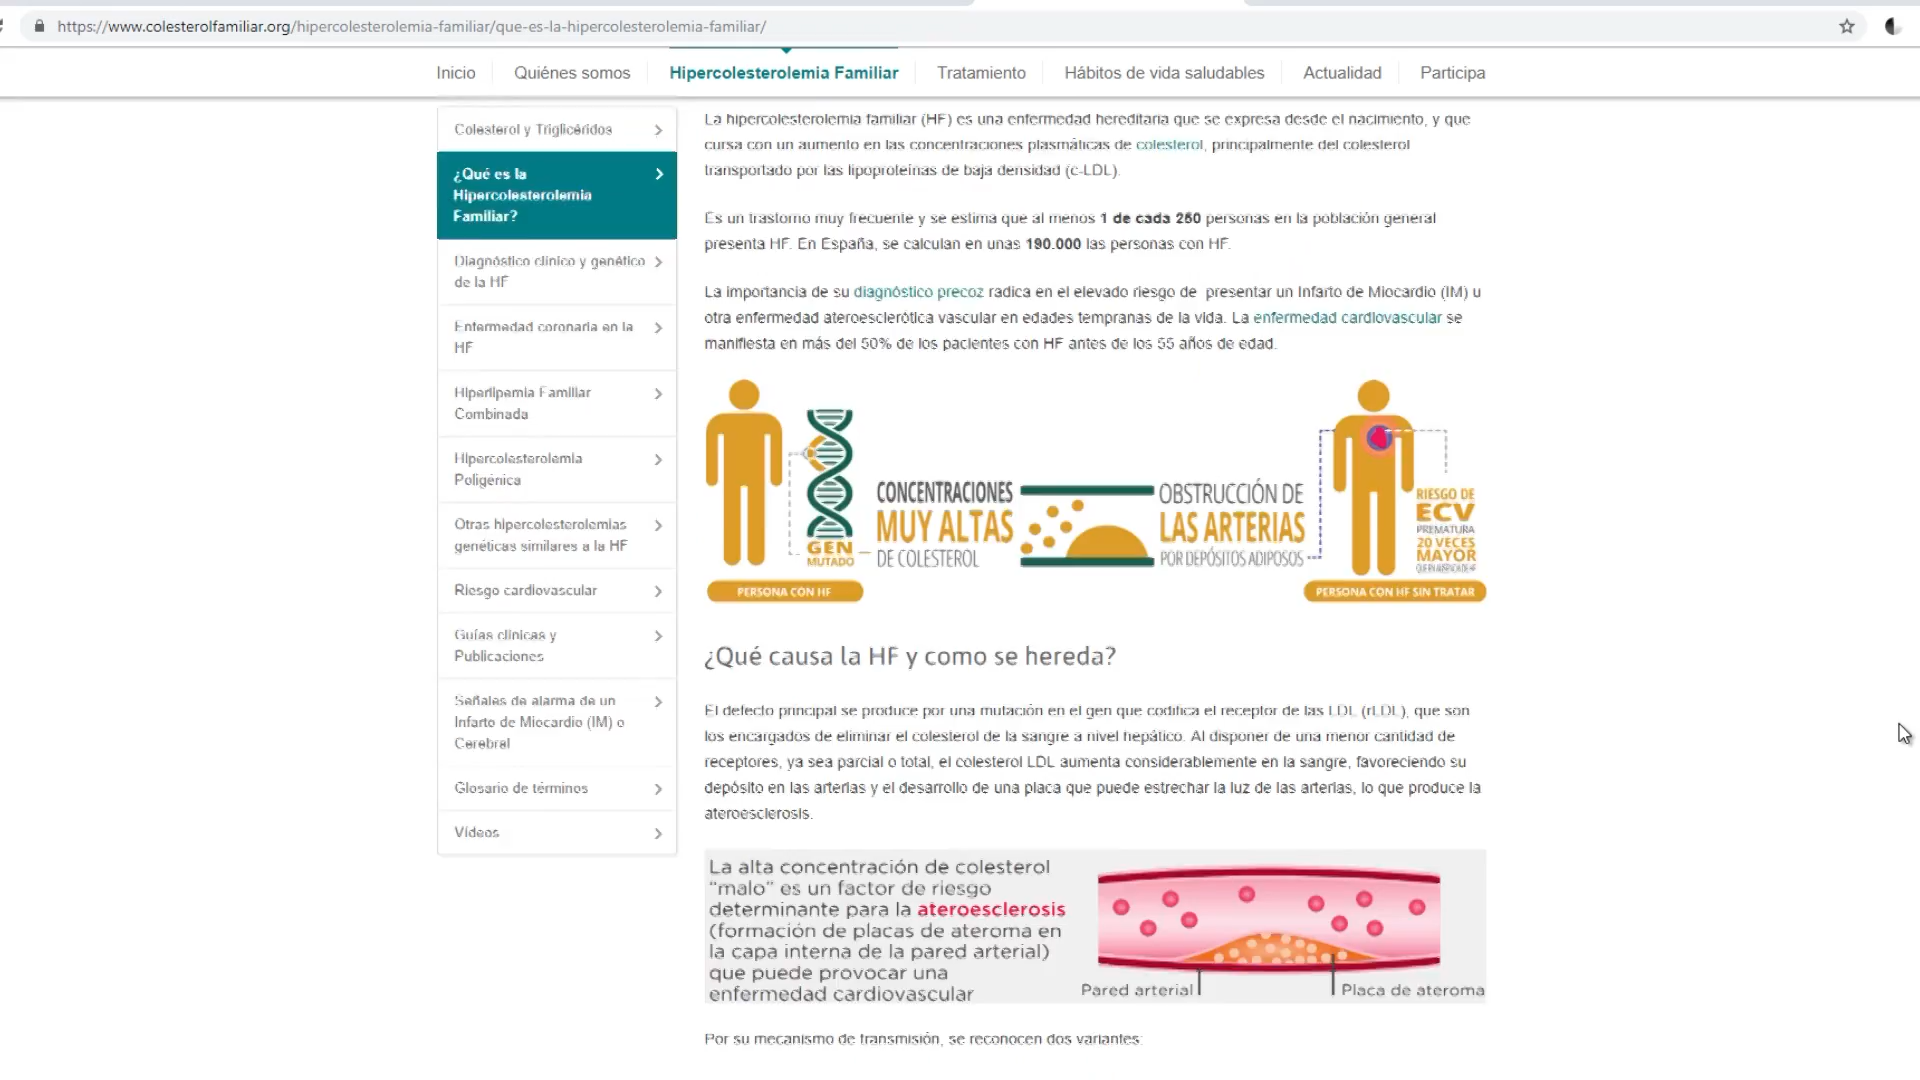 https://www.colesterolfamiliar.org/hipercolesterolemia-familiar/que-es-la-hipercolesterolemia-familiar/
Inicio
Quiénes somos
Hipercolesterolemia Familiar
Tratamiento
Hábitos de vida saludables
Actualidad
Participa
Colesterol y Triglicéridos
¿Qué es la
Hipercolesterolemia
Familiar?
Diagnóstico clínico y genético
de la HF
Enfermedad coronaria en la
HF
Hiperlipemia Familiar
Combinada
Hipercolesterolemia
Poligénica
Otras hipercolesterolemias
genéticas similares a la HF
Riesgo cardiovascular
Guías clínicas y
Publicaciones
Señales de alarma de un
Infarto de Miocardio (IM) o
Cerebral
Glosario de términos
Vídeos
La hipercolesterolemia familiar (HF) es una enfermedad hereditaria que se expresa desde el nacimiento, y que
cursa con un aumento en las concentraciones plasmáticas de colesterol, principalmente del colesterol
transportado por las lipoproteínas de baja densidad (c-LDL).
Es un trastorno muy frecuente y se estima que al menos 1 de cada 250 personas en la población general
presenta HF. En España, se calculan en unas 190.000 las personas con HF.
La importancia de su diagnóstico precoz radica en el elevado riesgo de presentar un Infarto de Miocardio (IM) u
otra enfermedad ateroesclerótica vascular en edades tempranas de la vida. La enfermedad cardiovascular se
manifiesta en más del 50% de los pacientes con HF antes de los 55 años de edad.
GEN
MUTADO
PERSONA CON HF
CONCENTRACIONES
MUY ALTAS
DE COLESTEROL
OBSTRUCCIÓN DE
LAS ARTERIAS
POR DEPÓSITOS ADIPOSOS
RIESGO DE
ECV
PREMATURA
20 VECES
MAYOR
QUE EN AUSENCIA DE HF
PERSONA CON HF SIN TRATAR
¿Qué causa la HF y como se hereda?
El defecto principal se produce por una mutación en el gen que codifica el receptor de las LDL (rLDL), que son
los encargados de eliminar el colesterol de la sangre a nivel hepático. Al disponer de una menor cantidad de
receptores, ya sea parcial o total, el colesterol LDL aumenta considerablemente en la sangre, favoreciendo su
depósito en las arterias y el desarrollo de una placa que puede estrechar la luz de las arterias, lo que produce la
ateroesclerosis.
La alta concentración de colesterol
"malo" es un factor de riesgo
determinante para la ateroesclerosis
(formación de placas de ateroma en
la capa interna de la pared arterial)
que puede provocar una
enfermedad cardiovascular
Pared arterial
Placa de ateroma
Por su mecanismo de transmisión, se reconocen dos variantes: